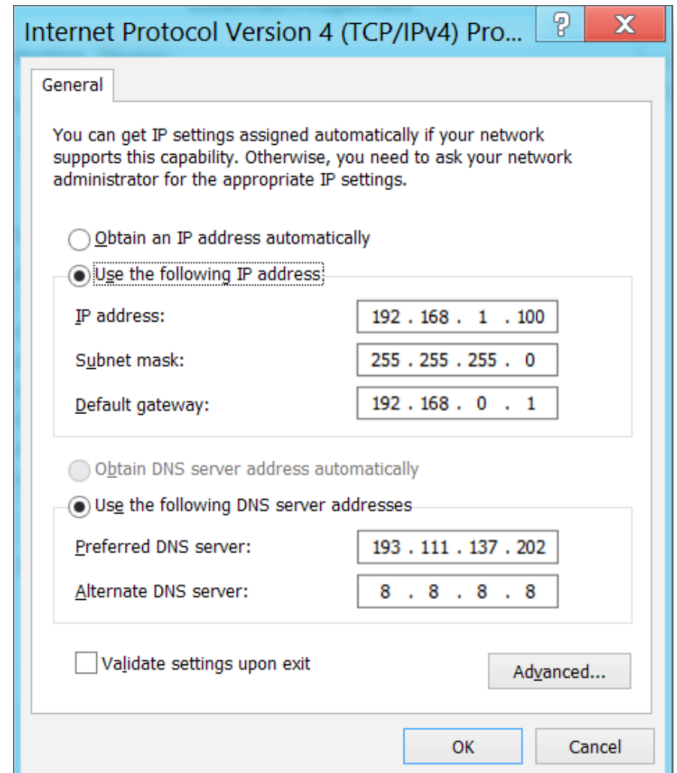 Internet Protocol Version 4 (TCP/IPv4) Pro...
General
You can get IP settings assigned automatically if your network
supports this capability. Otherwise, you need to ask your network
administrator for the appropriate IP settings.
Obtain an IP address automatically
Use the following IP address:
IP address: 192 . 168 . 1 . 100
Subnet mask: 255 . 255 . 255 . 0
Default gateway: 192 . 168 . 0 . 1
Obtain DNS server address automatically
Use the following DNS server addresses
Preferred DNS server: 193 . 111 . 137 . 202
Alternate DNS server: 8 . 8 . 8 . 8
Validate settings upon exit
Advanced...
OK Cancel